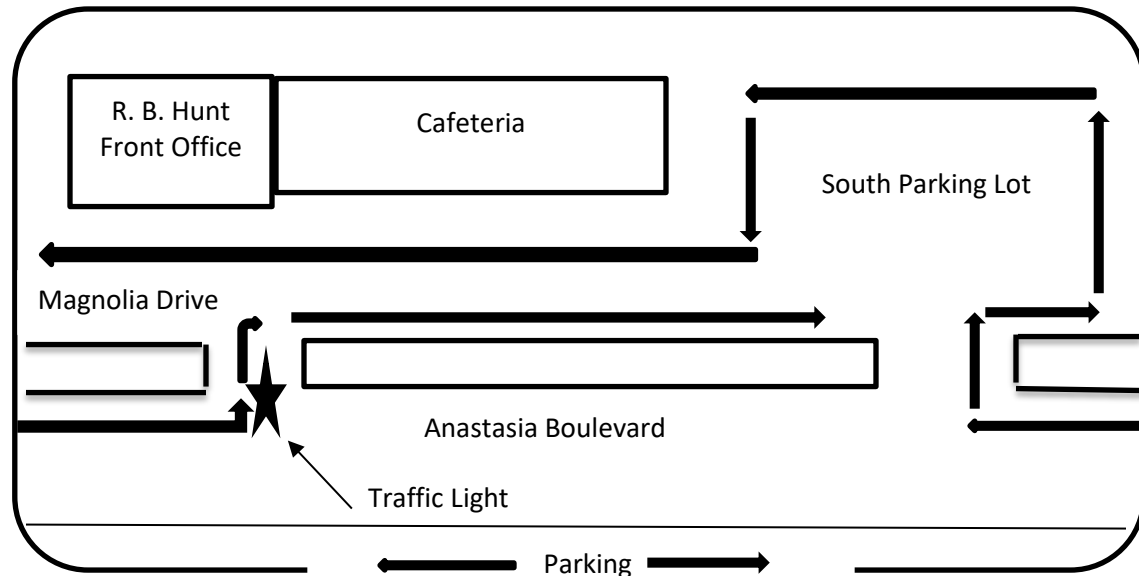 R. B. Hunt
Front Office
Cafeteria
South Parking Lot
Magnolia Drive
Anastasia Boulevard
Traffic Light
Parking